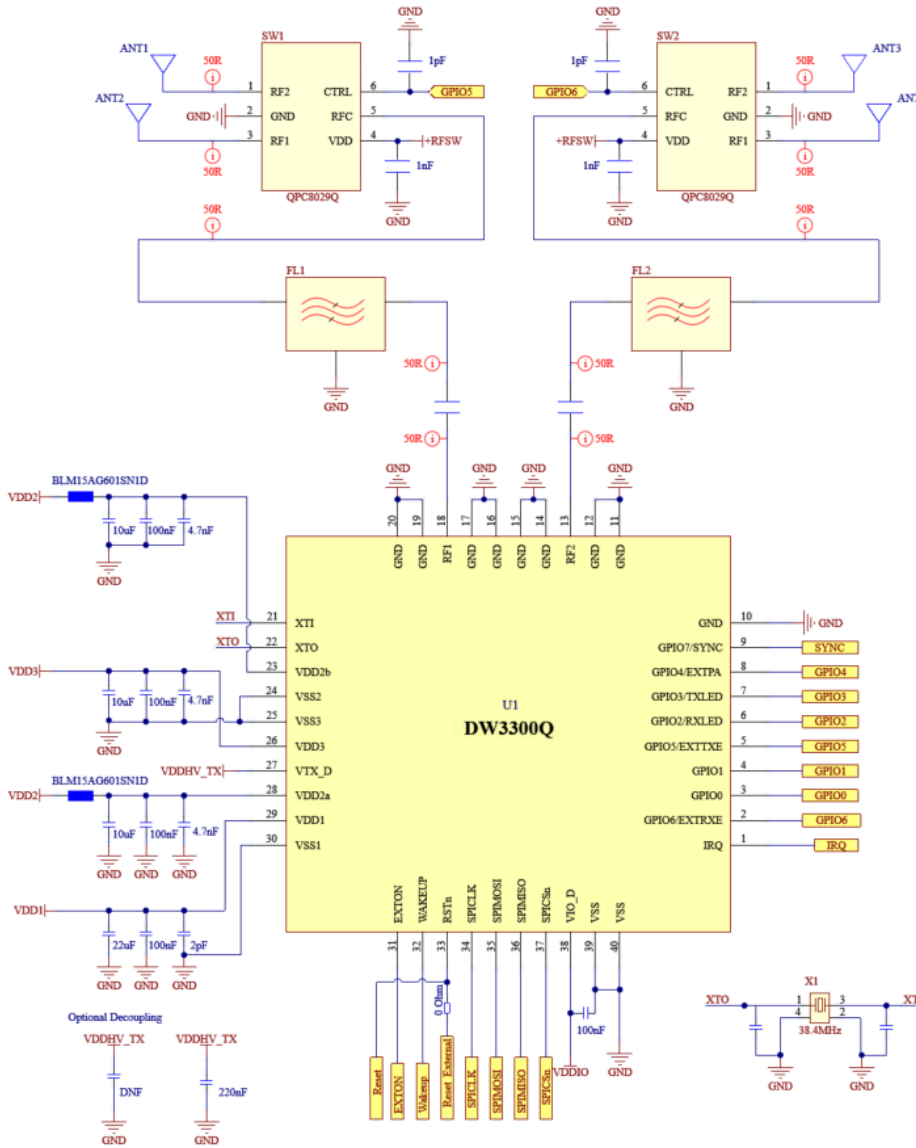 GND GND
SW1 SW2
ANT1 1pF 1pF ANT3
50R 50R
1 RF2 CTRL 6 GPIO5 GPIO6 6 CTRL RF2 1
ANT2
GND 2 GND RFC 5 5 RFC GND 2 GND
3 RF1 VDD 4 +RFSW +RFSW 4 VDD RF1 3
50R 1nF 1nF 50R
QPC8029Q QPC8029Q
50R GND GND 50R
FL1 FL2
50R 50R
GND GND
50R 50R
GND GND GND GND
BLM15AG601SN1D
VDD2
20 19 18 17 16 15 14 13 12 11
10uF 100nF 4.7nF
GND GND RF1 GND GND GND GND RF2 GND GND
GND
XTI 21 XTI GND 10 GND
XTO 22 XTO GPIO7/SYNC 9 SYNC
23 VDD2b GPIO4/EXTPA 8 GPIO4
VDD3
10uF 100nF 4.7nF
24 VSS2 GPIO3/TXLED 7 GPIO3
U1
25 VSS3 DW3300Q GPIO2/RXLED 6 GPIO2
GND
26 VDD3 GPIO5/EXTTXE 5 GPIO5
VDDHV_TX 27 VTX_D GPIO1 4 GPIO1
BLM15AG601SN1D
VDD2 28 VDD2a GPIO0 3 GPIO0
29 VDD1 GPIO6/EXTRXE 2 GPIO6
10uF 100nF 4.7nF
30 VSS1 IRQ 1 IRQ
GND GND GND
VDD1
EXTON WAKEUP RSTn SPICLK SPIMOSI SPIMISO SPICSn VIO_D VSS VSS
31 32 33 34 35 36 37 38 39 40
22uF 100nF 2pF
GND GND GND
X1
0 Ohm
XTO 1 3
4 2
38.4MHz
100nF
Optional Decoupling
VDDHV_TX VDDHV_TX
Reset EXTON Wakeup Reset External SPICLK SPIMOSI SPIMISO SPICSn
VDDIO GND
GND GND
DNF 220nF
GND GND